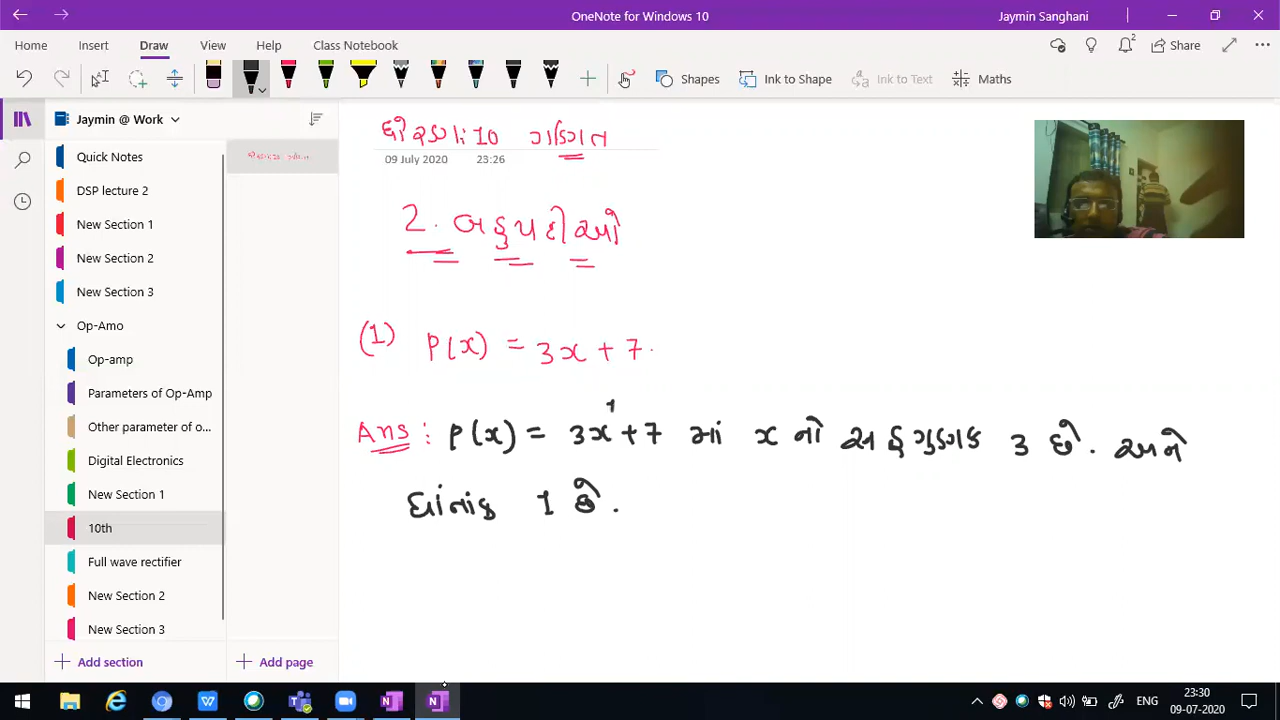 OneNote for Windows 10
Jaymin Sanghani
Home Insert Draw View Help Class Notebook
Share
Shapes Ink to Shape Ink to Text Maths
Jaymin @ Work
Quick Notes
DSP lecture 2
New Section 1
New Section 2
New Section 3
Op-Amo
Op-amp
Parameters of Op-Amp
Other parameter of o...
Digital Electronics
New Section 1
10th
Full wave rectifier
New Section 2
New Section 3
Add section
Add page
ધોરણ:10 ગણિત
09 July 2020 23:26
2. બહુપદીઓ
(1) P(x) = 3x + 7.
Ans: P(x) = 3x¹ + 7 માં x નો સહગુણક 3 છે. અને
ઘાતાંક 1 છે.
ENG
23:30
09-07-2020